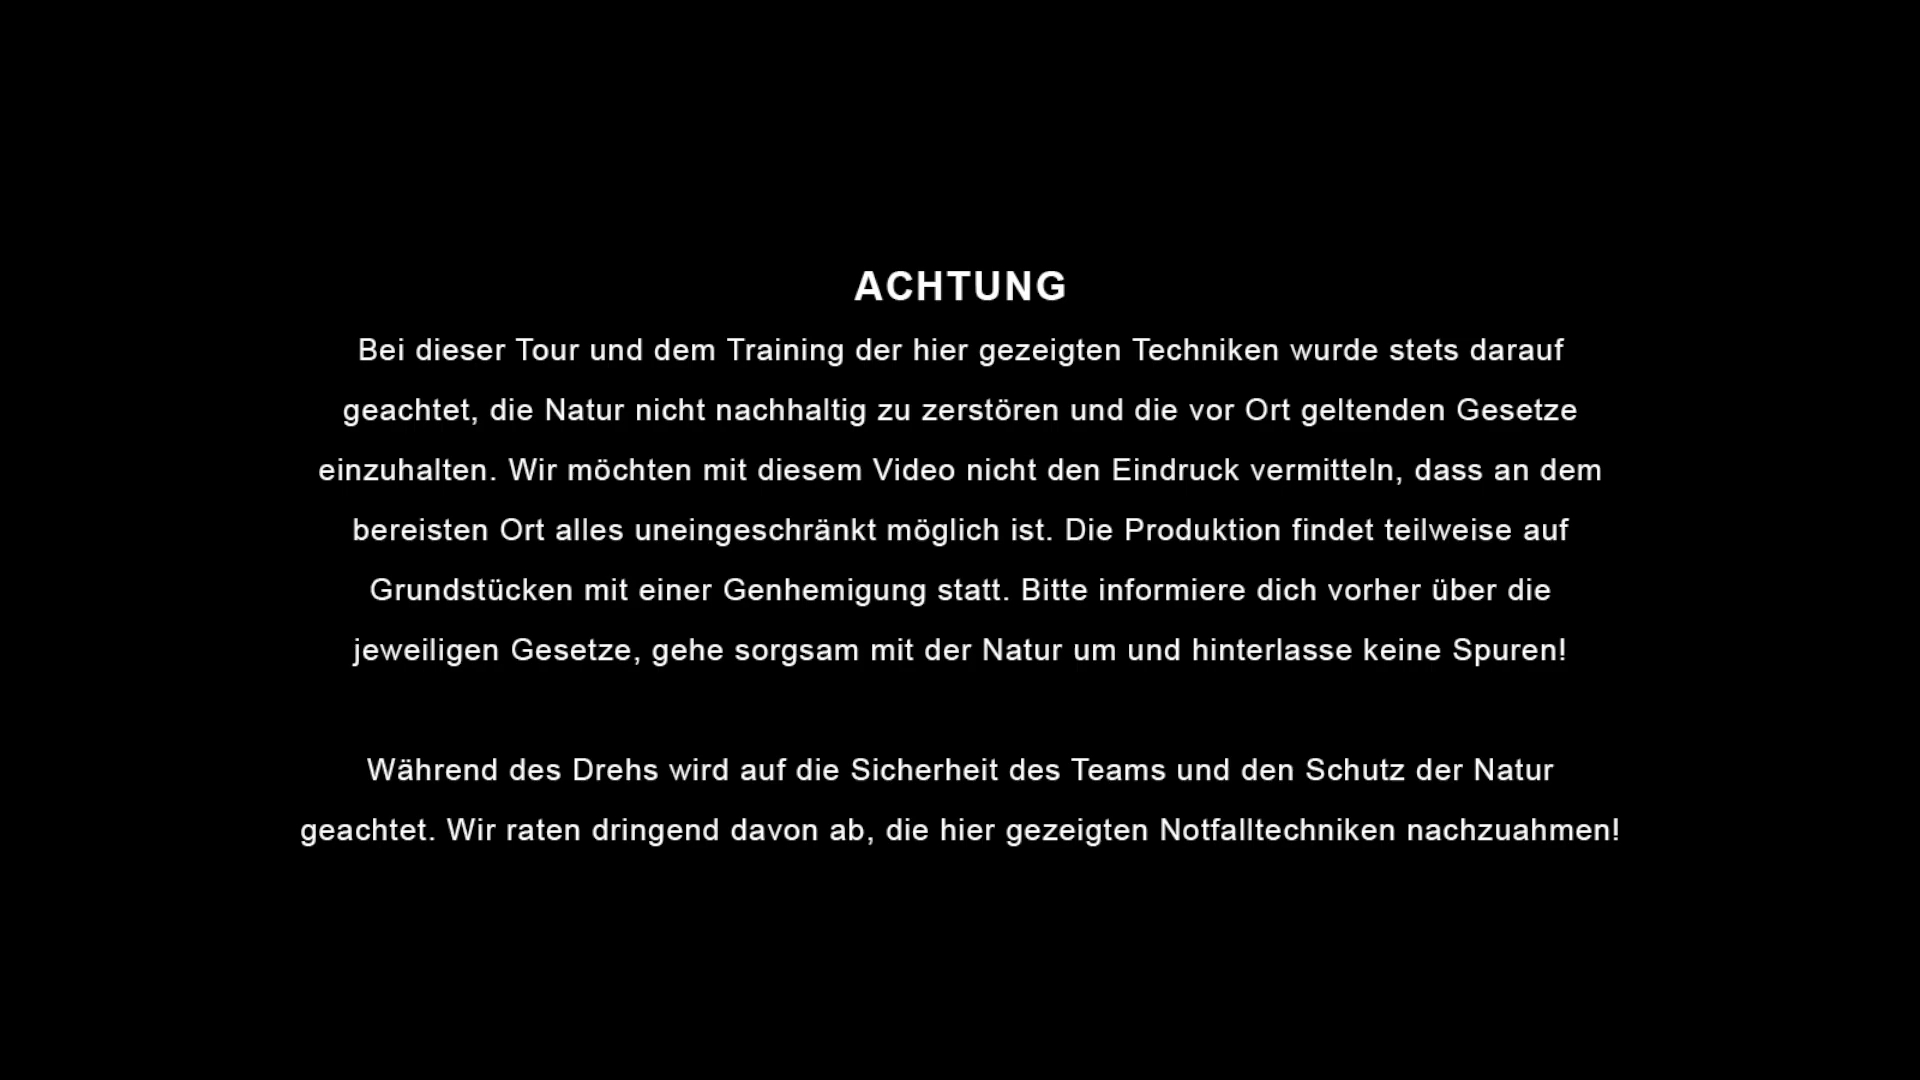 ACHTUNG
Bei dieser Tour und dem Training der hier gezeigten Techniken wurde stets darauf
geachtet, die Natur nicht nachhaltig zu zerstören und die vor Ort geltenden Gesetze
einzuhalten. Wir möchten mit diesem Video nicht den Eindruck vermitteln, dass an dem
bereisten Ort alles uneingeschränkt möglich ist. Die Produktion findet teilweise auf
Grundstücken mit einer Genhemigung statt. Bitte informiere dich vorher über die
jeweiligen Gesetze, gehe sorgsam mit der Natur um und hinterlasse keine Spuren!
Während des Drehs wird auf die Sicherheit des Teams und den Schutz der Natur
geachtet. Wir raten dringend davon ab, die hier gezeigten Notfalltechniken nachzuahmen!